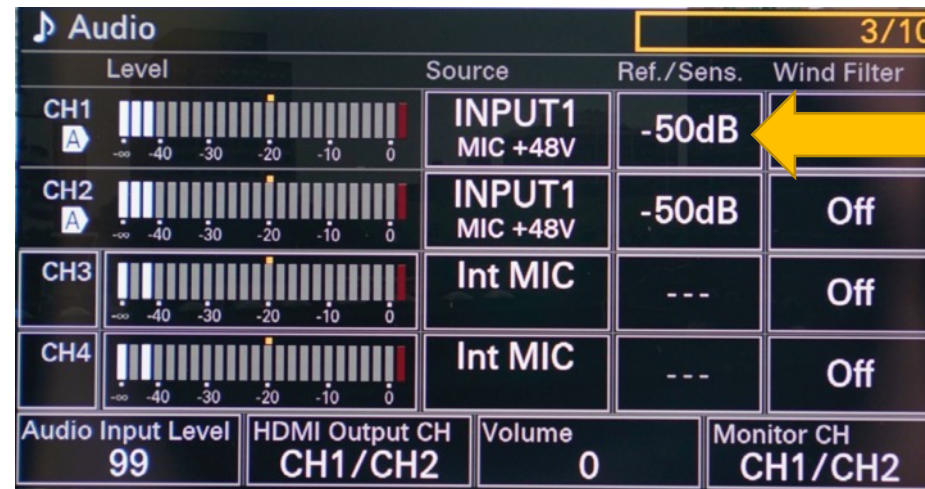 ♪ Audio
3/10
Level Source Ref./Sens. Wind Filter
CH1
A
-∞ -40 -30 -20 -10 0
INPUT1
MIC +48V
-50dB
CH2
A
-∞ -40 -30 -20 -10 0
INPUT1
MIC +48V
-50dB
Off
CH3
-∞ -40 -30 -20 -10 0
Int MIC
---
Off
CH4
-∞ -40 -30 -20 -10 0
Int MIC
---
Off
Audio Input Level
99
HDMI Output CH
CH1/CH2
Volume
0
Monitor CH
CH1/CH2